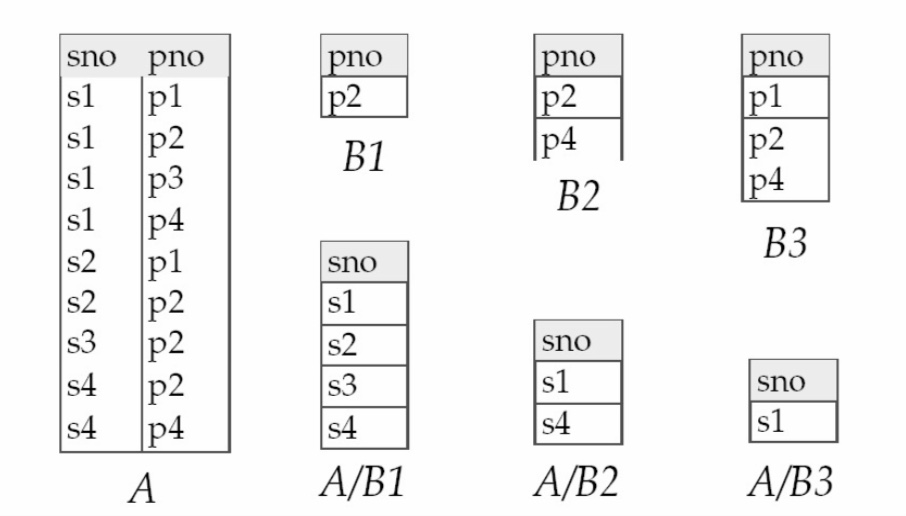 sno pno
s1 p1
s1 p2
s1 p3
s1 p4
s2 p1
s2 p2
s3 p2
s4 p2
s4 p4
A
pno
p2
B1
pno
p2
p4
B2
pno
p1
p2
p4
B3
sno
s1
s2
s3
s4
A/B1
sno
s1
s4
A/B2
sno
s1
A/B3